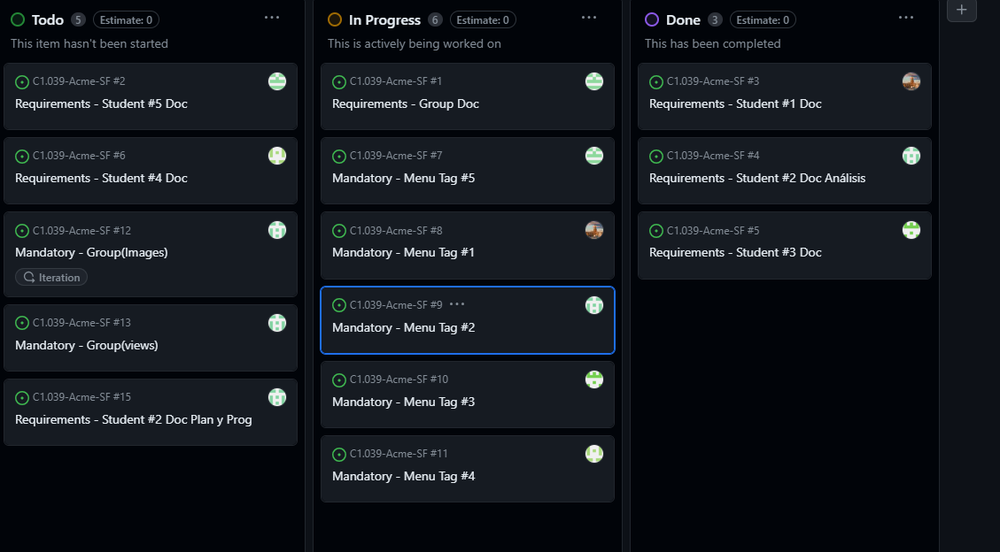 Todo 5 Estimate: 0
This item hasn't been started
C1.039-Acme-SF #2
Requirements - Student #5 Doc
C1.039-Acme-SF #6
Requirements - Student #4 Doc
C1.039-Acme-SF #12
Mandatory - Group(Images)
Iteration
C1.039-Acme-SF #13
Mandatory - Group(views)
C1.039-Acme-SF #15
Requirements - Student #2 Doc Plan y Prog
In Progress 6 Estimate: 0
This is actively being worked on
C1.039-Acme-SF #1
Requirements - Group Doc
C1.039-Acme-SF #7
Mandatory - Menu Tag #5
C1.039-Acme-SF #8
Mandatory - Menu Tag #1
C1.039-Acme-SF #9
Mandatory - Menu Tag #2
C1.039-Acme-SF #10
Mandatory - Menu Tag #3
C1.039-Acme-SF #11
Mandatory - Menu Tag #4
Done 3 Estimate: 0
This has been completed
C1.039-Acme-SF #3
Requirements - Student #1 Doc
C1.039-Acme-SF #4
Requirements - Student #2 Doc Análisis
C1.039-Acme-SF #5
Requirements - Student #3 Doc